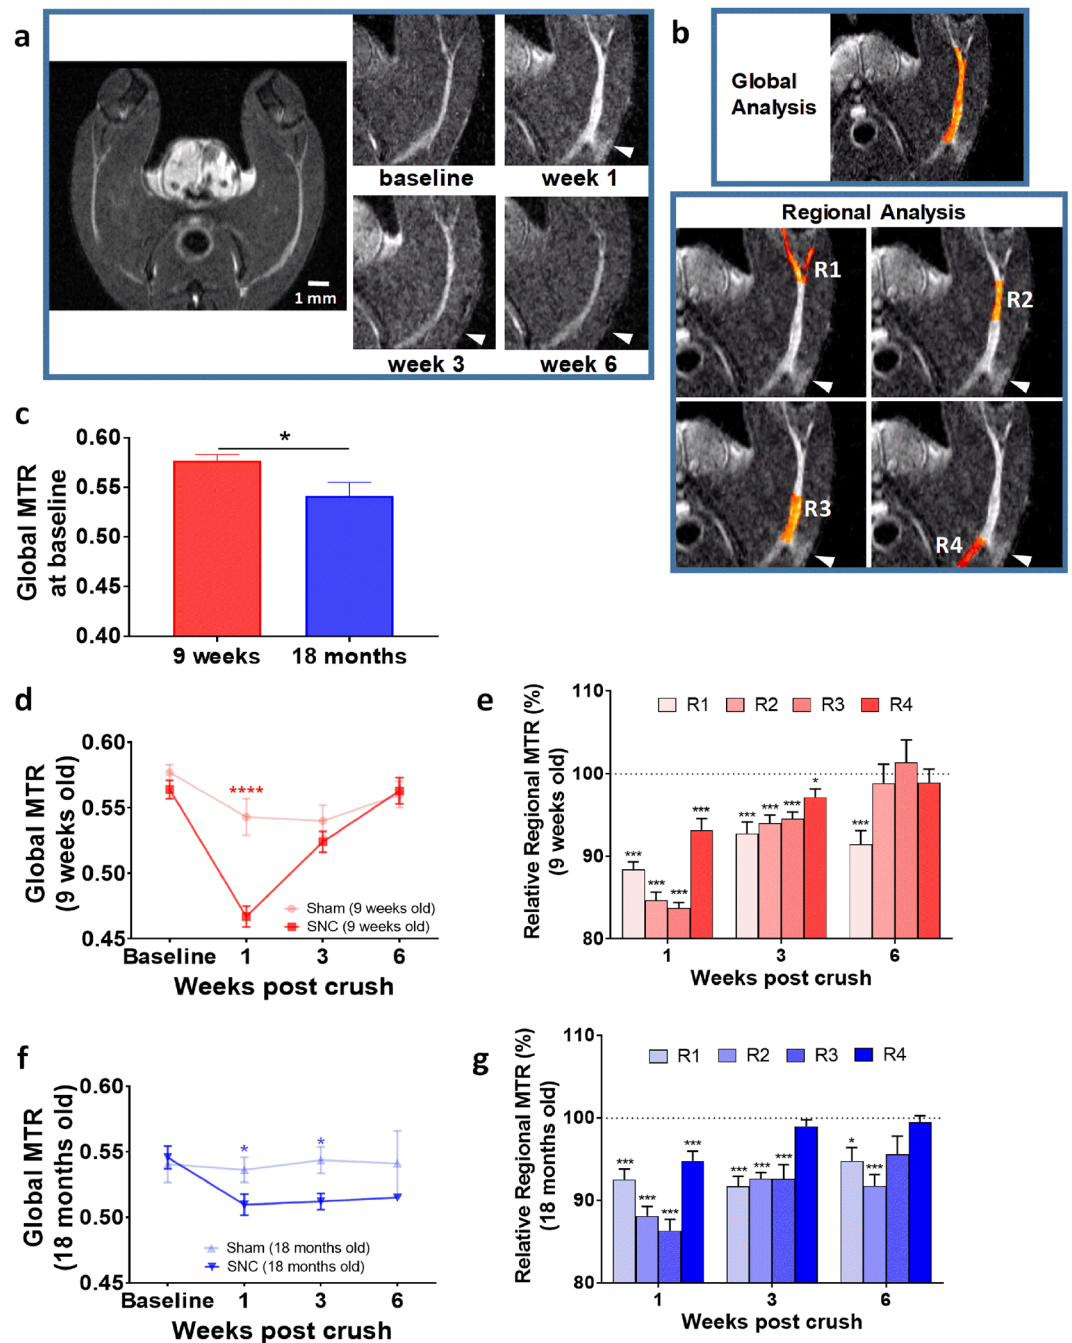 a
1 mm
baseline
week 1
week 3
week 6
b
Global
Analysis
Regional Analysis
R1
R2
R3
R4
c
Global MTR
at baseline
0.60
0.55
0.50
0.45
0.40
*
9 weeks
18 months
d
Global MTR
(9 weeks old)
0.60
0.55
0.50
0.45
****
Sham (9 weeks old)
SNC (9 weeks old)
Baseline
1
3
6
Weeks post crush
e
Relative Regional MTR (%)
(9 weeks old)
110
100
90
80
R1
R2
R3
R4
***
***
***
***
***
***
***
*
***
1
3
6
Weeks post crush
f
Global MTR
(18 months old)
0.60
0.55
0.50
0.45
*
*
Sham (18 months old)
SNC (18 months old)
Baseline
1
3
6
Weeks post crush
g
Relative Regional MTR (%)
(18 months old)
110
100
90
80
R1
R2
R3
R4
***
***
***
***
***
***
***
*
***
1
3
6
Weeks post crush